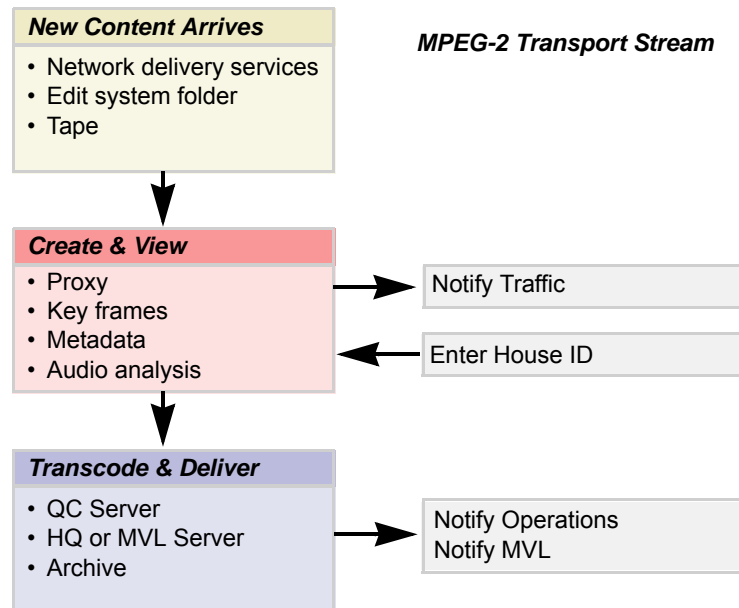 New Content Arrives
MPEG-2 Transport Stream
• Network delivery services
• Edit system folder
• Tape
Create & View
• Proxy
• Key frames
• Metadata
• Audio analysis
Notify Traffic
Enter House ID
Transcode & Deliver
• QC Server
• HQ or MVL Server
• Archive
Notify Operations
Notify MVL